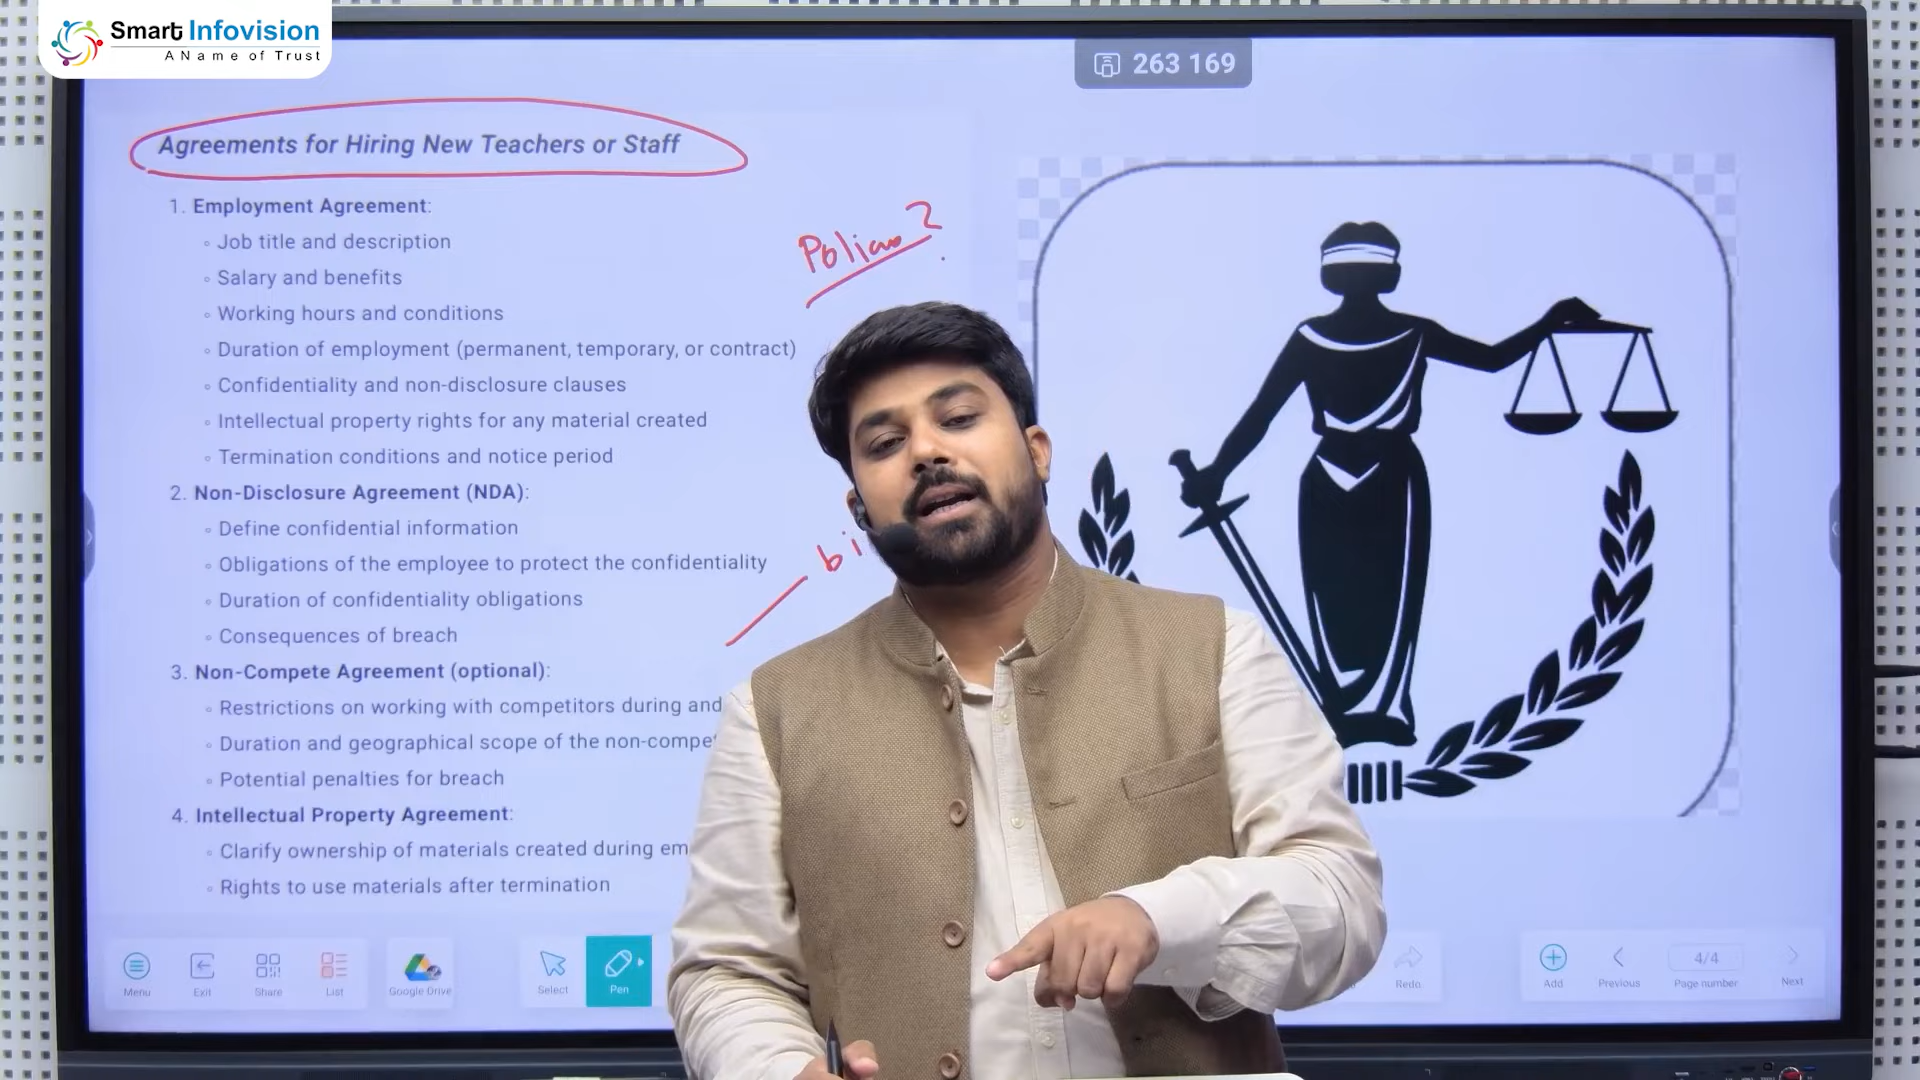 Smart Infovision
A Name of Trust
263 169
Agreements for Hiring New Teachers or Staff
1. Employment Agreement:
◦ Job title and description
◦ Salary and benefits
◦ Working hours and conditions
◦ Duration of employment (permanent, temporary, or contract)
◦ Confidentiality and non-disclosure clauses
◦ Intellectual property rights for any material created
◦ Termination conditions and notice period
2. Non-Disclosure Agreement (NDA):
◦ Define confidential information
◦ Obligations of the employee to protect the confidentiality
◦ Duration of confidentiality obligations
◦ Consequences of breach
3. Non-Compete Agreement (optional):
◦ Restrictions on working with competitors during and
◦ Duration and geographical scope of the non-compe
◦ Potential penalties for breach
4. Intellectual Property Agreement:
◦ Clarify ownership of materials created during em
◦ Rights to use materials after termination
bi
Menu
Exit
Share
List
Google Drive
Select
Pen
Redo
Add
Previous
4/4
Page number
Next